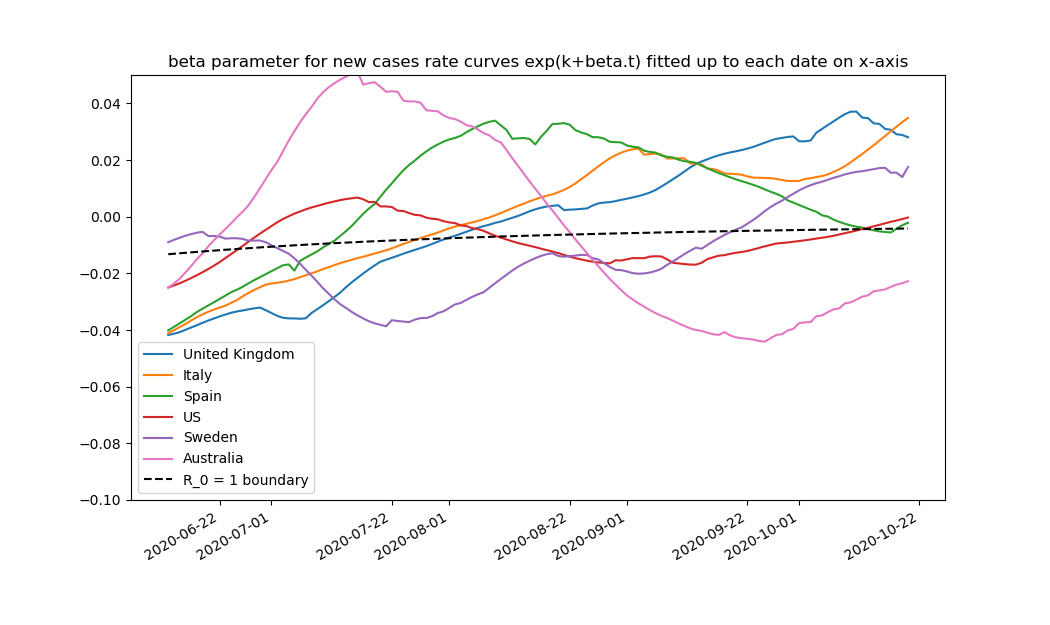 beta parameter for new cases rate curves exp(k+beta.t) fitted up to each date on x-axis
0.04
0.02
0.00
−0.02
−0.04
−0.06
−0.08
−0.10
United Kingdom
Italy
Spain
US
Sweden
Australia
R_0 = 1 boundary
2020-06-22
2020-07-01
2020-07-22
2020-08-01
2020-08-22
2020-09-01
2020-09-22
2020-10-01
2020-10-22